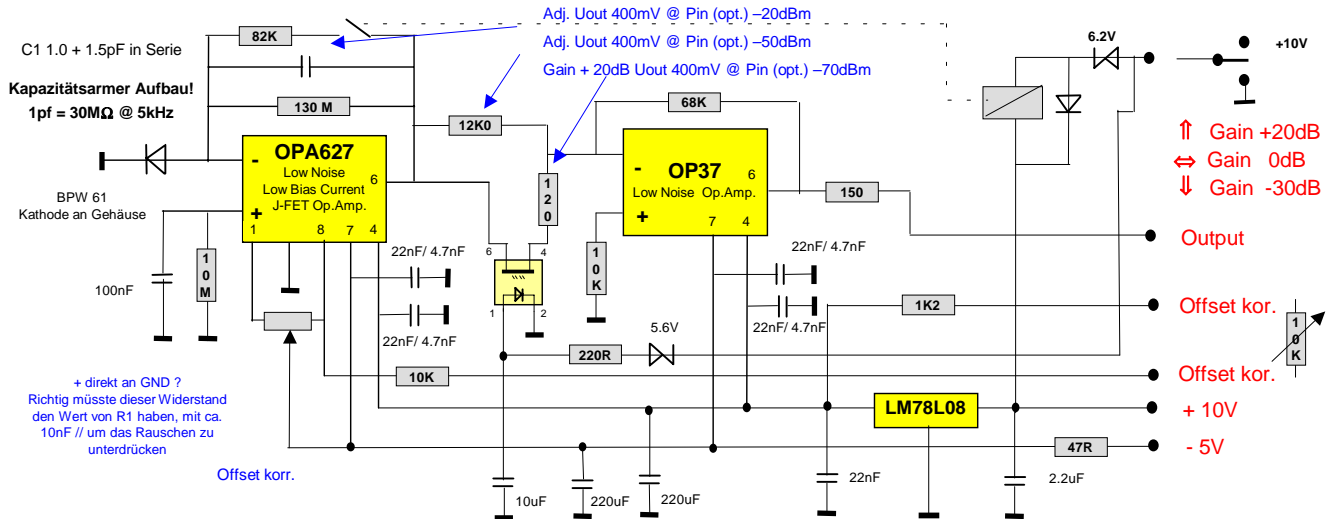 Adj. Uout 400mV @ Pin (opt.) –20dBm
Adj. Uout 400mV @ Pin (opt.) –50dBm
Gain + 20dB Uout 400mV @ Pin (opt.) –70dBm
82K
C1 1.0 + 1.5pF in Serie
Kapazitätsarmer Aufbau!
1pf = 30MΩ @ 5kHz
130 M
12K0
68K
6.2V
+10V
⇑ Gain +20dB
⇔ Gain 0dB
⇓ Gain -30dB
OPA627
Low Noise
Low Bias Current
J-FET Op.Amp.
-
+
6
1
8
7
4
BPW 61
Kathode an Gehäuse
120
OP37
Low Noise Op.Amp.
-
+
6
7
4
150
Output
100nF
10M
22nF/ 4.7nF
22nF/ 4.7nF
6
4
1
2
10K
22nF/ 4.7nF
22nF/ 4.7nF
1K2
Offset kor.
10K
5.6V
220R
10K
Offset kor.
+ direkt an GND ?
Richtig müsste dieser Widerstand
den Wert von R1 haben, mit ca.
10nF // um das Rauschen zu
unterdrücken
LM78L08
+ 10V
47R
- 5V
Offset korr.
10uF
220uF
220uF
22nF
2.2uF